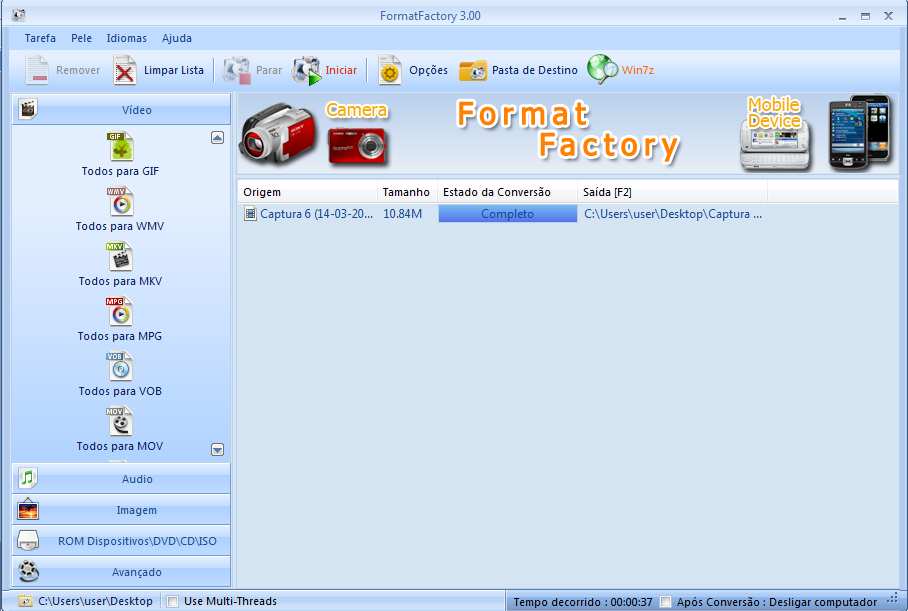 FormatFactory 3.00
Tarefa Pele Idiomas Ajuda
Remover Limpar Lista Parar Iniciar Opções Pasta de Destino Win7z
Vídeo
GIF
Todos para GIF
WMV
Todos para WMV
MKV
Todos para MKV
MPG
Todos para MPG
VOB
Todos para VOB
MOV
Todos para MOV
Audio
Imagem
ROM Dispositivos\DVD\CD\ISO
Avançado
Camera
Format
Factory
Mobile
Device
Origem Tamanho Estado da Conversão Saída [F2]
Captura 6 (14-03-20... 10.84M Completo C:\Users\user\Desktop\Captura ...
C:\Users\user\Desktop Use Multi-Threads Tempo decorrido : 00:00:37 Após Conversão : Desligar computador